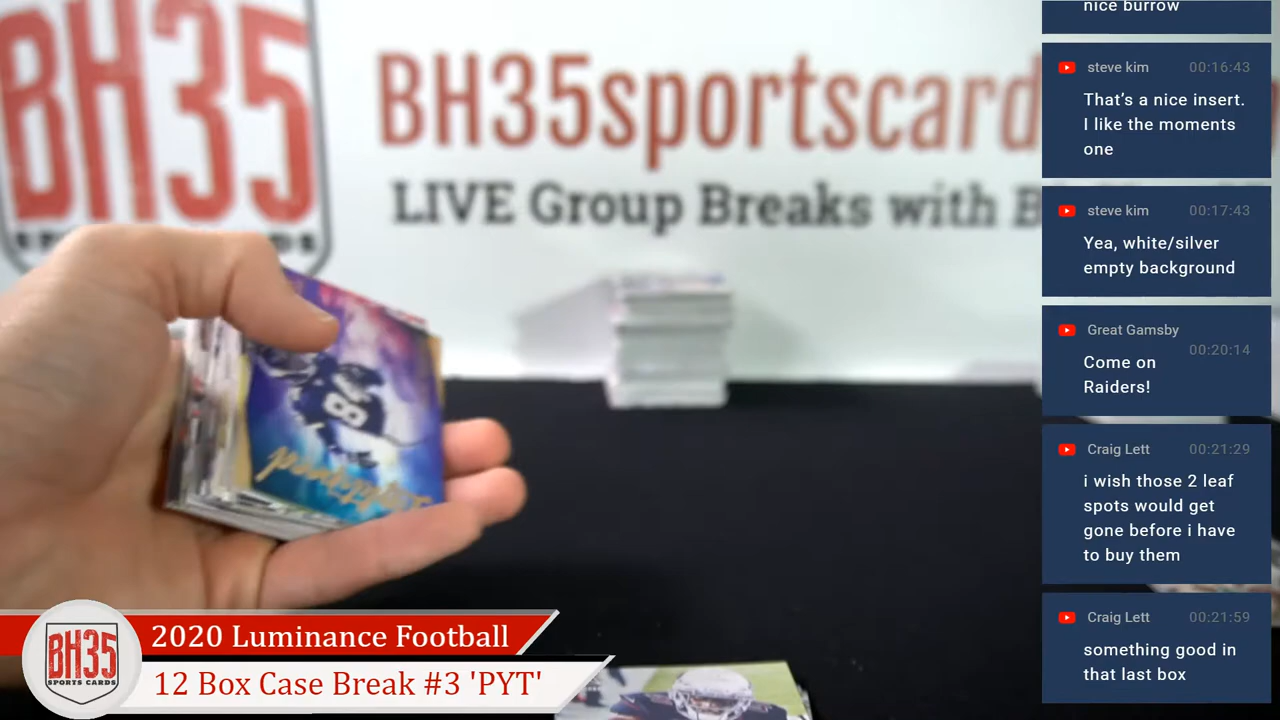 BH35
SPORTS CARDS
BH35sportscard
LIVE Group Breaks with B
84
nice burrow
steve kim 00:16:43
That’s a nice insert.
I like the moments
one
steve kim 00:17:43
Yea, white/silver
empty background
Great Gamsby
00:20:14
Come on
Raiders!
Craig Lett 00:21:29
i wish those 2 leaf
spots would get
gone before i have
to buy them
Craig Lett 00:21:59
something good in
that last box
BH35
SPORTS CARDS
2020 Luminance Football
12 Box Case Break #3 'PYT'